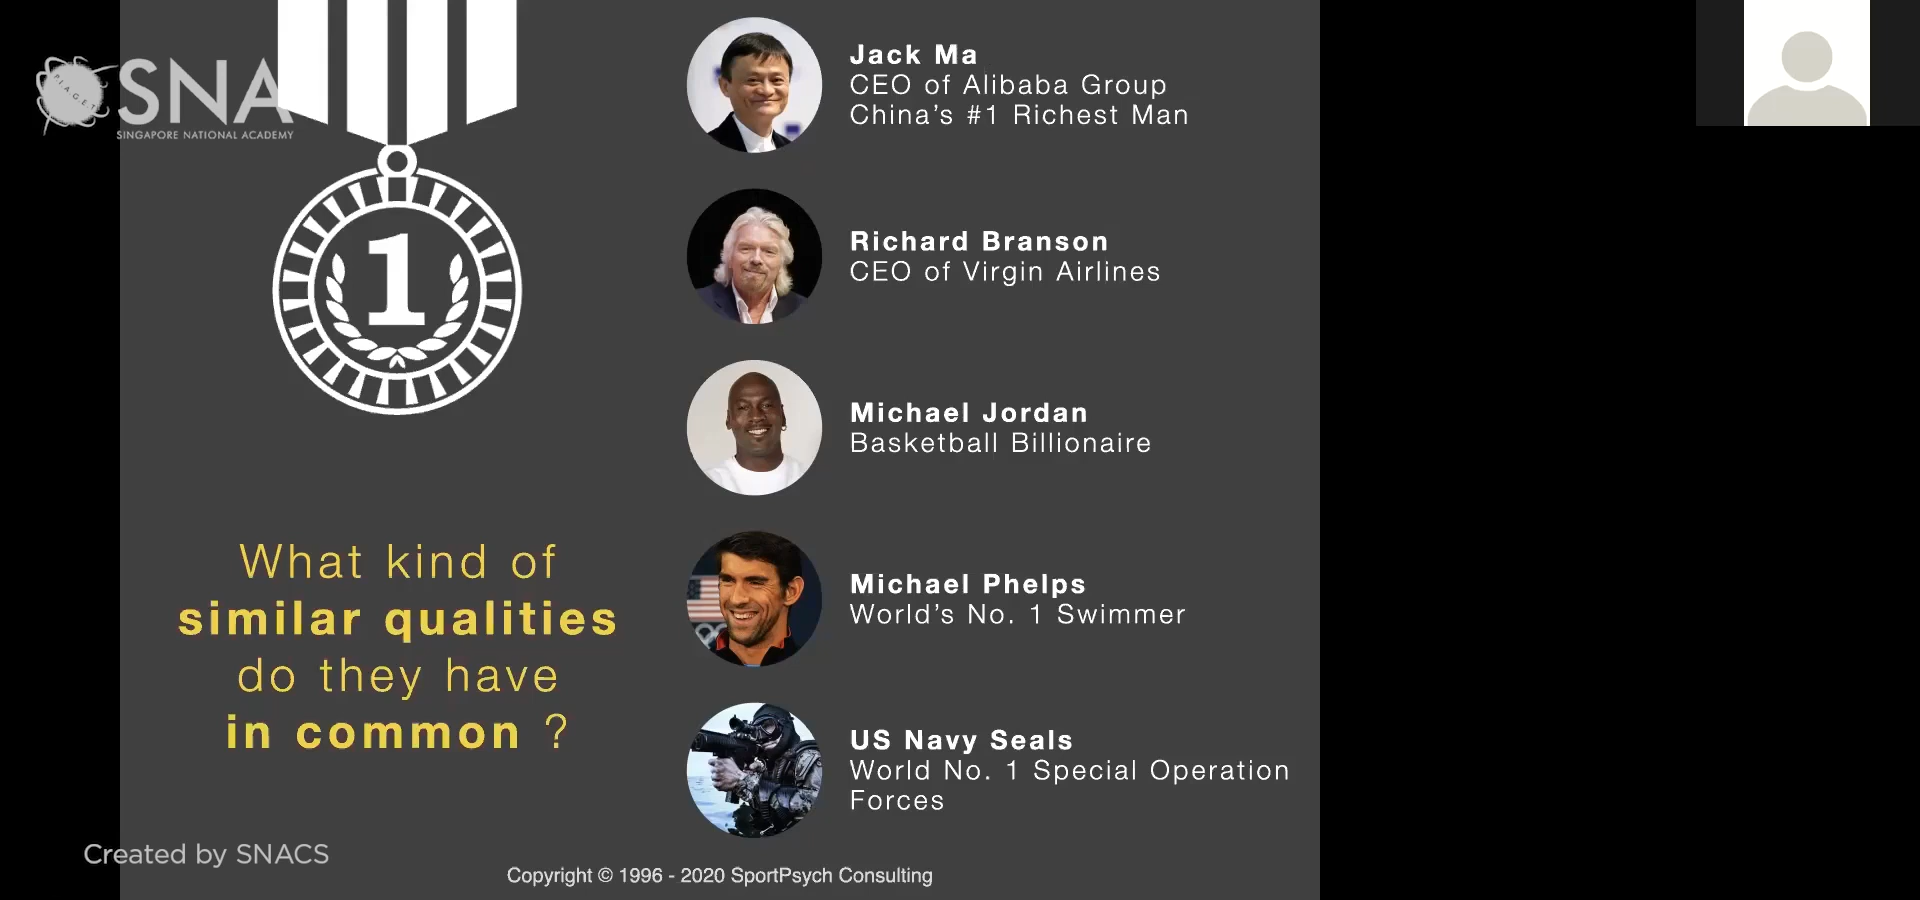 PIAGET
SNA
SINGAPORE NATIONAL ACADEMY
1
What kind of
similar qualities
do they have
in common ?
Jack Ma
CEO of Alibaba Group
China's #1 Richest Man
Richard Branson
CEO of Virgin Airlines
Michael Jordan
Basketball Billionaire
Michael Phelps
World's No. 1 Swimmer
US Navy Seals
World No. 1 Special Operation
Forces
Created by SNACS
Copyright © 1996 - 2020 SportPsych Consulting